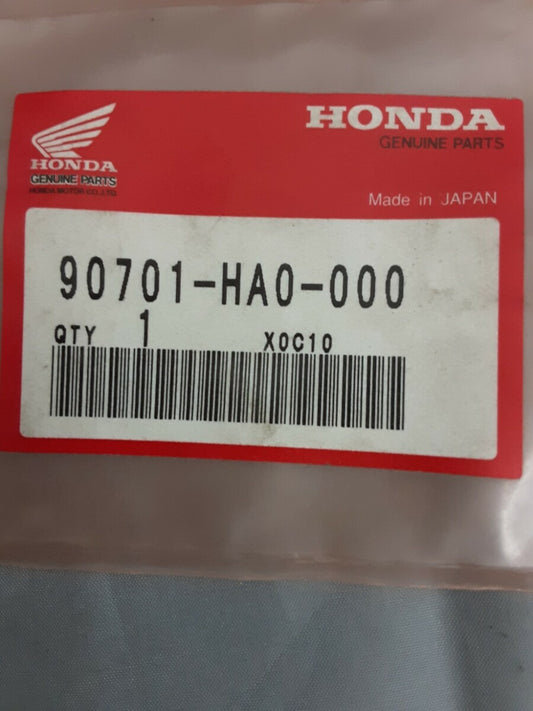 HONDA
GENUINE PARTS
HONDA MOTOR CO.,LTD.
HONDA
GENUINE PARTS
Made in JAPAN
90701-HA0-000
QTY 1 X0C10